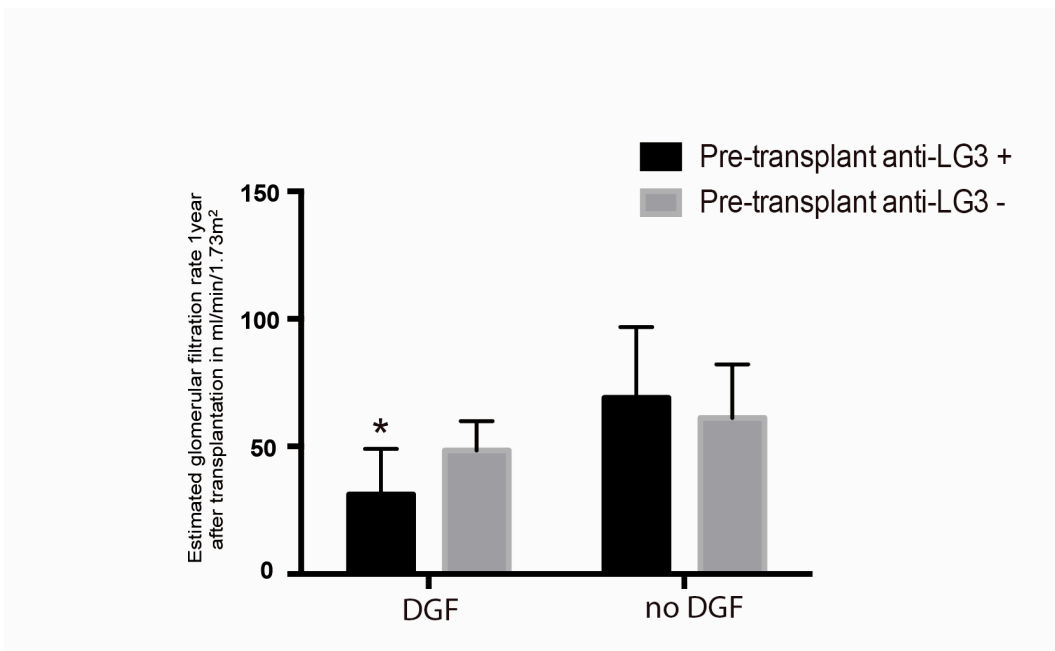 Pre-transplant anti-LG3 +
Pre-transplant anti-LG3 -
Estimated glomerular filtration rate 1year
after transplantation in ml/min/1.73m²
150
100
50
0
*
DGF
no DGF